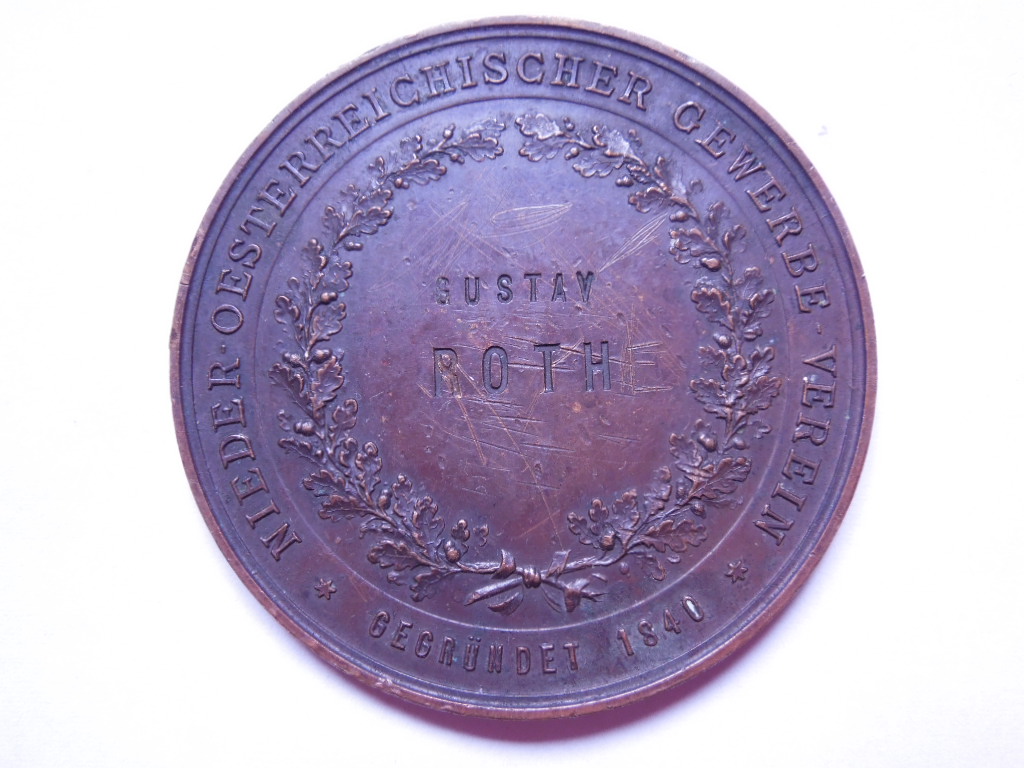 NIEDER·OESTERREICHISCHER GEWERBE·VEREIN
GUSTAV
ROTH
* GEGRÜNDET 1840 *